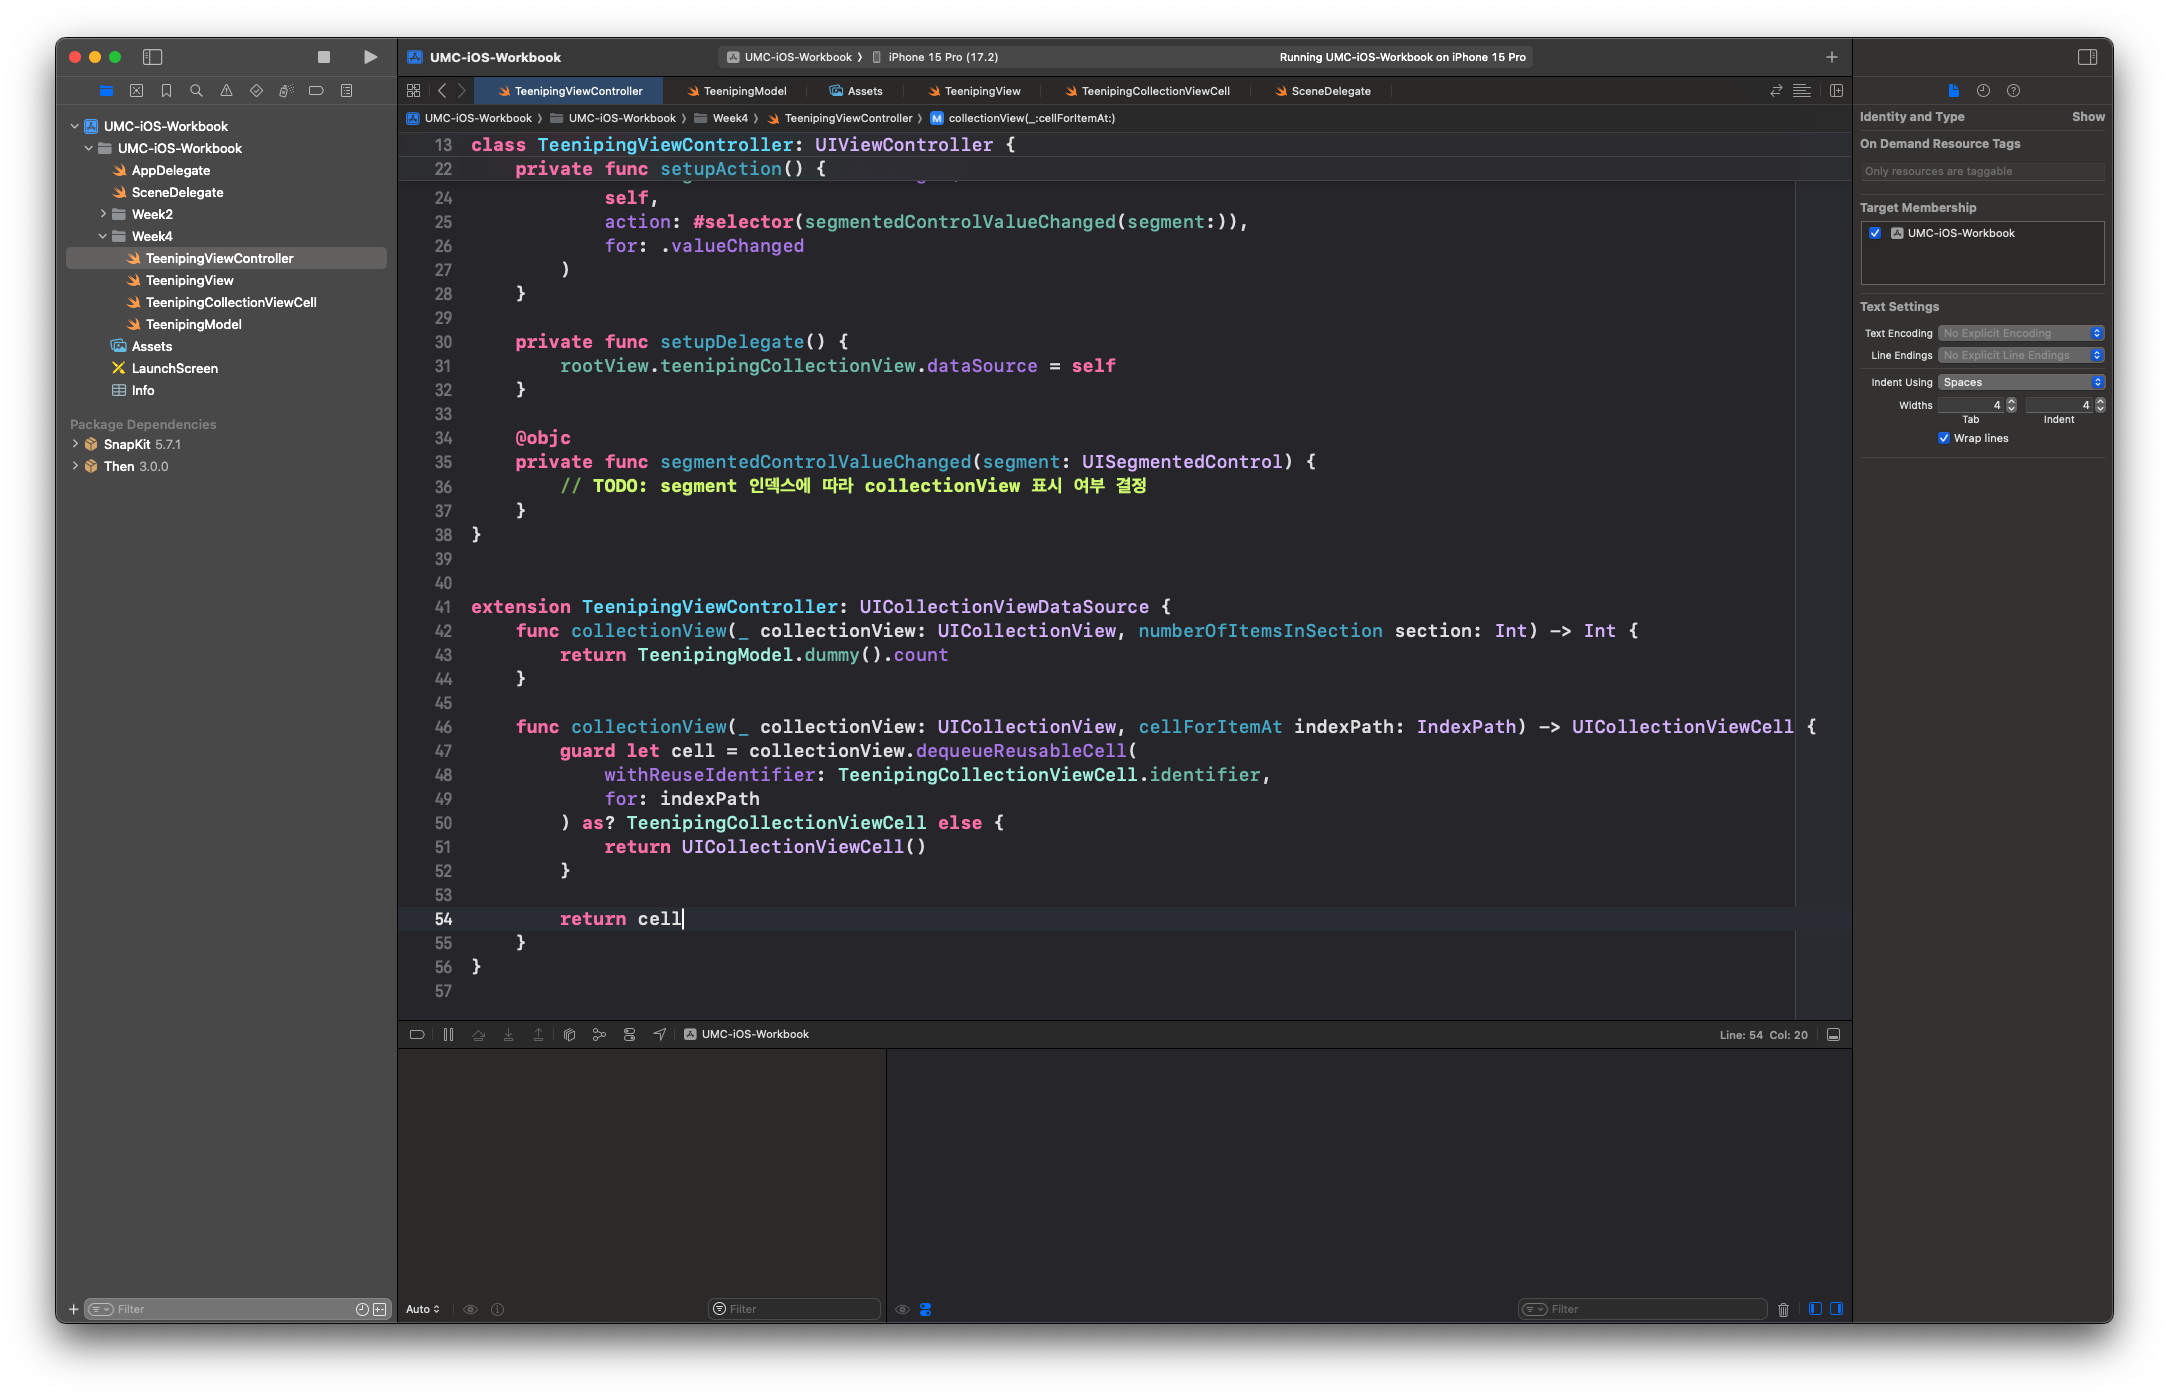 UMC-iOS-Workbook
UMC-iOS-Workbook
iPhone 15 Pro (17.2)
Running UMC-iOS-Workbook on iPhone 15 Pro
TeenipingViewController
TeenipingModel
Assets
TeenipingView
TeenipingCollectionViewCell
SceneDelegate
UMC-iOS-Workbook
UMC-iOS-Workbook
Week4
TeenipingViewController
M collectionView(_:cellForItemAt:)
UMC-iOS-Workbook
UMC-iOS-Workbook
AppDelegate
SceneDelegate
Week2
Week4
TeenipingViewController
TeenipingView
TeenipingCollectionViewCell
TeenipingModel
Assets
LaunchScreen
Info
Package Dependencies
SnapKit 5.7.1
Then 3.0.0
Filter
13 class TeenipingViewController: UIViewController {
22 private func setupAction() {
24 self,
25 action: #selector(segmentedControlValueChanged(segment:)),
26 for: .valueChanged
27 )
28 }
29
30 private func setupDelegate() {
31 rootView.teenipingCollectionView.dataSource = self
32 }
33
34 @objc
35 private func segmentedControlValueChanged(segment: UISegmentedControl) {
36 // TODO: segment 인덱스에 따라 collectionView 표시 여부 결정
37 }
38 }
39
40
41 extension TeenipingViewController: UICollectionViewDataSource {
42 func collectionView(_ collectionView: UICollectionView, numberOfItemsInSection section: Int) -> Int {
43 return TeenipingModel.dummy().count
44 }
45
46 func collectionView(_ collectionView: UICollectionView, cellForItemAt indexPath: IndexPath) -> UICollectionViewCell {
47 guard let cell = collectionView.dequeueReusableCell(
48 withReuseIdentifier: TeenipingCollectionViewCell.identifier,
49 for: indexPath
50 ) as? TeenipingCollectionViewCell else {
51 return UICollectionViewCell()
52 }
53
54 return cell
55 }
56 }
57
UMC-iOS-Workbook
Line: 54 Col: 20
Auto
Filter
Filter
Identity and Type
Show
On Demand Resource Tags
Only resources are taggable
Target Membership
UMC-iOS-Workbook
Text Settings
Text Encoding No Explicit Encoding
Line Endings No Explicit Line Endings
Indent Using Spaces
Widths 4 4
Tab Indent
Wrap lines